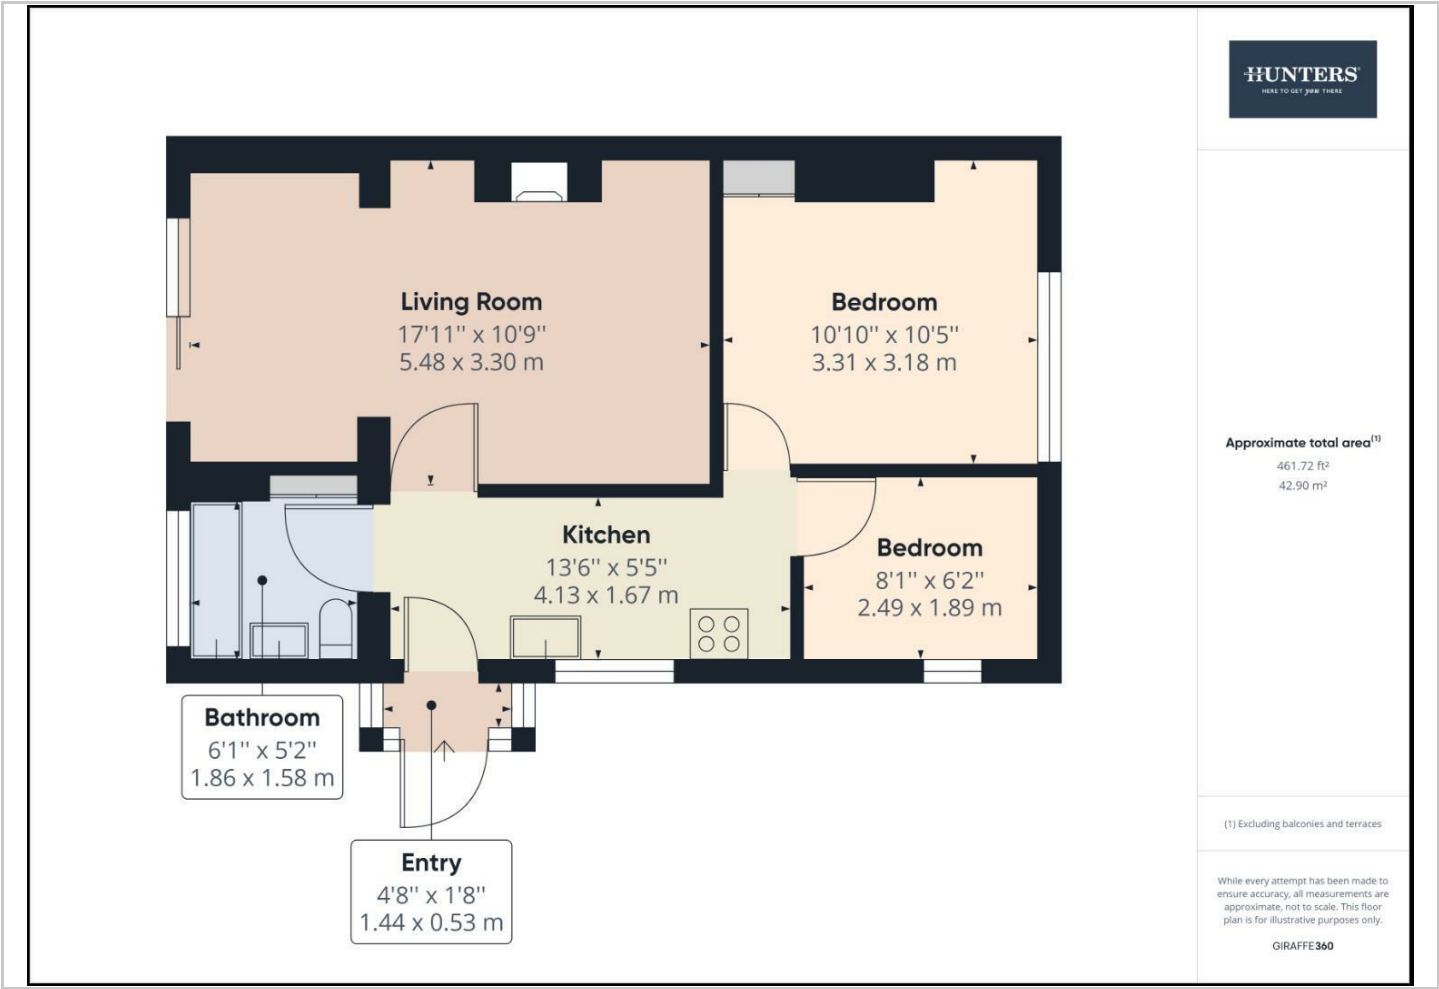 HUNTERS®
HERE TO GET you THERE
Living Room
17'11'' x 10'9''
5.48 x 3.30 m
Bedroom
10'10'' x 10'5''
3.31 x 3.18 m
Kitchen
13'6'' x 5'5''
4.13 x 1.67 m
Bedroom
8'1'' x 6'2''
2.49 x 1.89 m
Bathroom
6'1'' x 5'2''
1.86 x 1.58 m
Entry
4'8'' x 1'8''
1.44 x 0.53 m
Approximate total area(1)
461.72 ft²
42.90 m²
(1) Excluding balconies and terraces
While every attempt has been made to
ensure accuracy, all measurements are
approximate, not to scale. This floor
plan is for illustrative purposes only.
GIRAFFE360